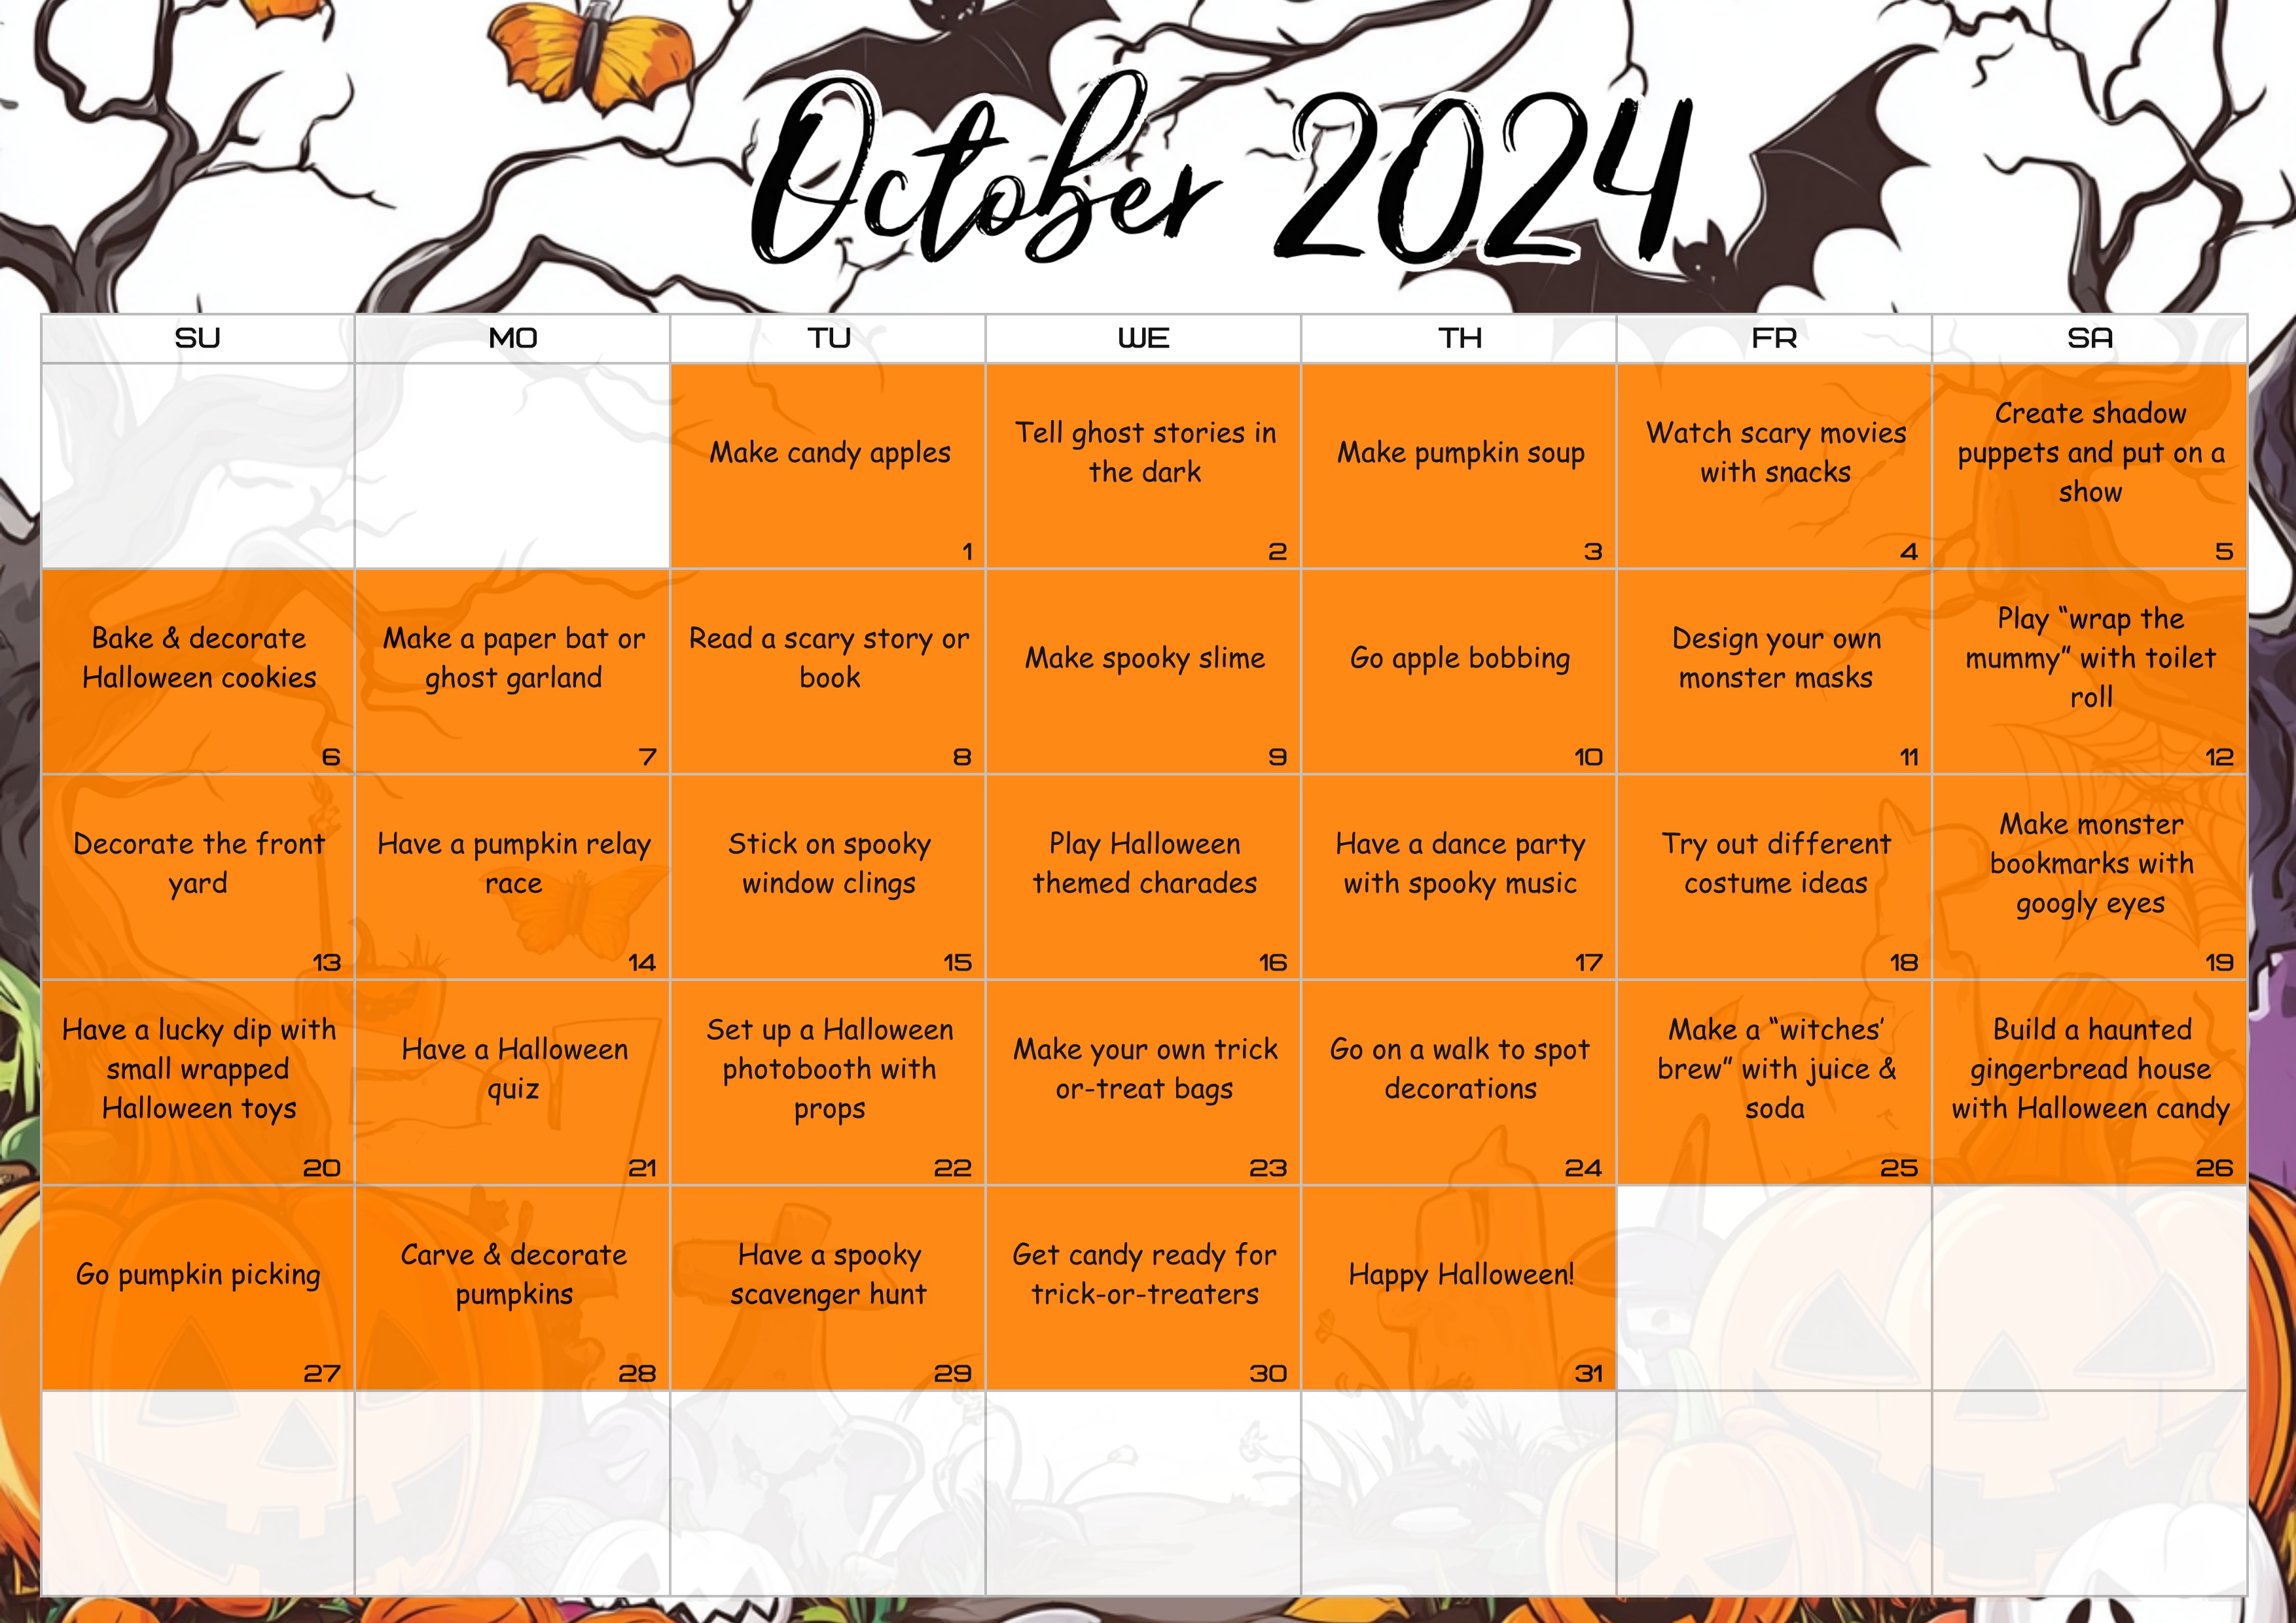 October 2024
SU MO TU WE TH FR SA
Make candy apples
1
Tell ghost stories in
the dark
2
Make pumpkin soup
3
Watch scary movies
with snacks
4
Create shadow
puppets and put on a
show
5
Bake & decorate
Halloween cookies
6
Make a paper bat or
ghost garland
7
Read a scary story or
book
8
Make spooky slime
9
Go apple bobbing
10
Design your own
monster masks
11
Play “wrap the
mummy” with toilet
roll
12
Decorate the front
yard
13
Have a pumpkin relay
race
14
Stick on spooky
window clings
15
Play Halloween
themed charades
16
Have a dance party
with spooky music
17
Try out different
costume ideas
18
Make monster
bookmarks with
googly eyes
19
Have a lucky dip with
small wrapped
Halloween toys
20
Have a Halloween
quiz
21
Set up a Halloween
photobooth with
props
22
Make your own trick
or-treat bags
23
Go on a walk to spot
decorations
24
Make a “witches’
brew” with juice &
soda
25
Build a haunted
gingerbread house
with Halloween candy
26
Go pumpkin picking
27
Carve & decorate
pumpkins
28
Have a spooky
scavenger hunt
29
Get candy ready for
trick-or-treaters
30
Happy Halloween!
31